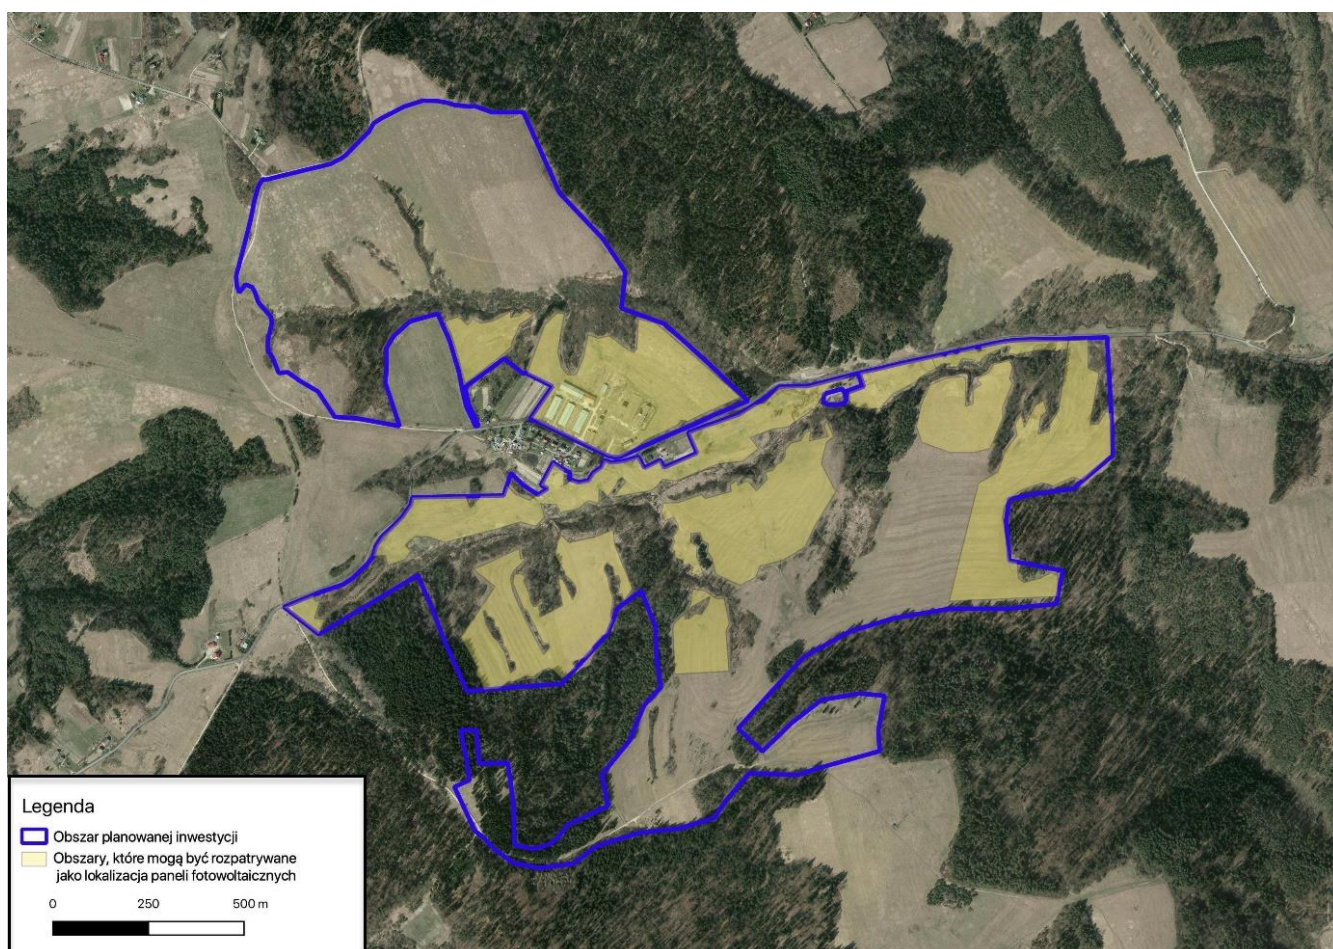 Legenda
Obszar planowanej inwestycji
Obszary, które mogą być rozpatrywane
jako lokalizacja paneli fotowoltaicznych
0 250 500 m